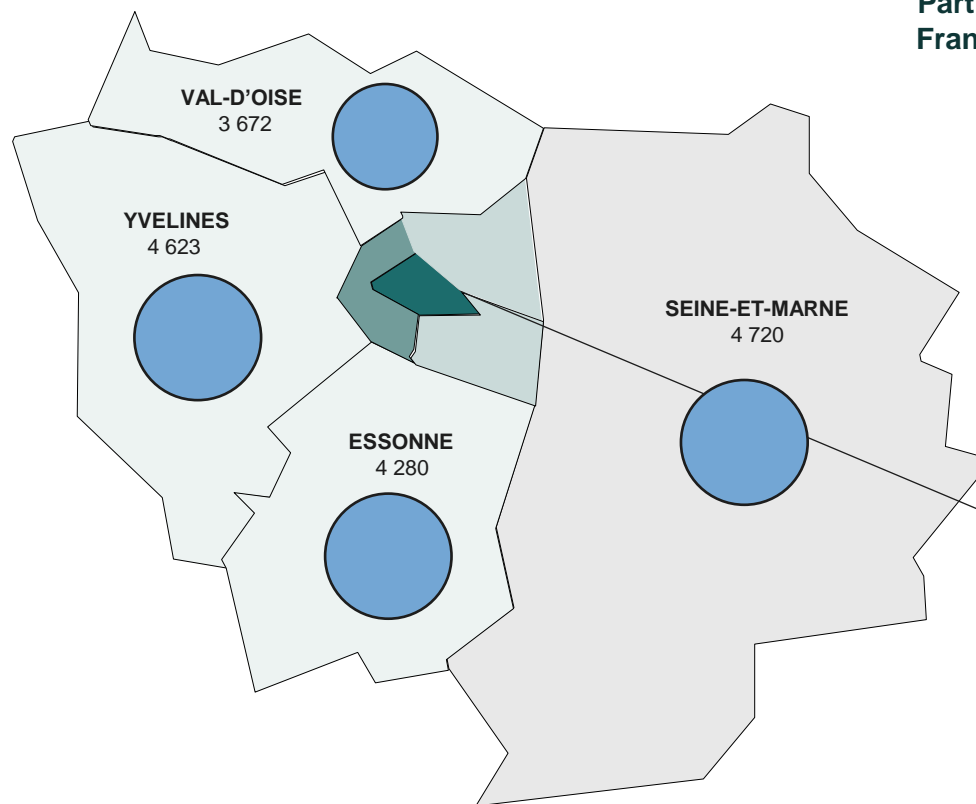 Part
Fran
VAL-D'OISE
3 672
YVELINES
4 623
SEINE-ET-MARNE
4 720
ESSONNE
4 280